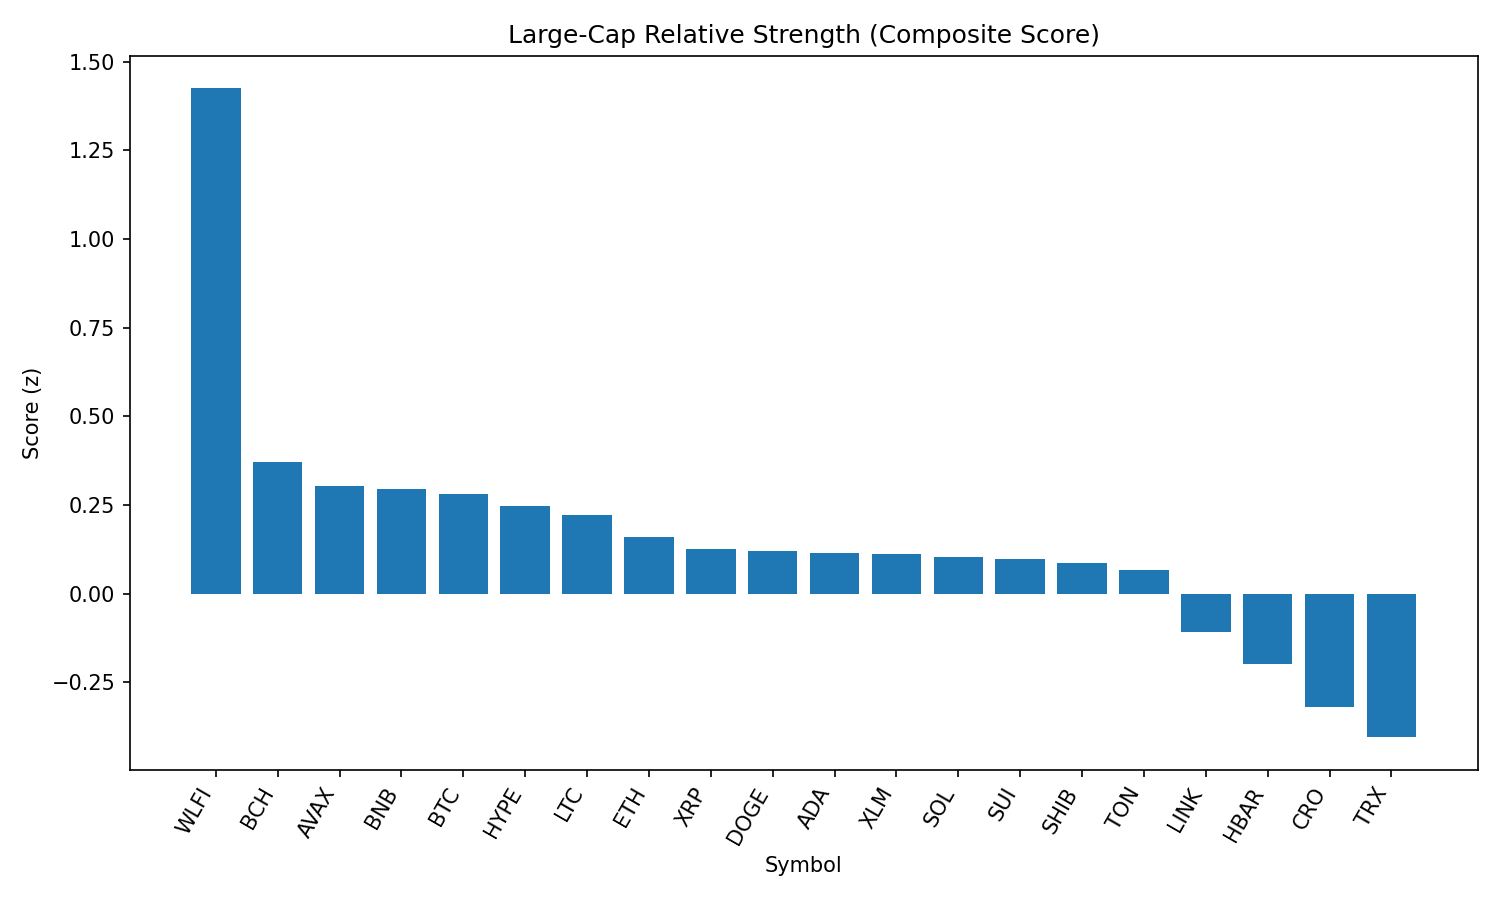 Large-Cap Relative Strength (Composite Score)
Score (z)
1.50
1.25
1.00
0.75
0.50
0.25
0.00
−0.25
WLFI
BCH
AVAX
BNB
BTC
HYPE
LTC
ETH
XRP
DOGE
ADA
XLM
SOL
SUI
SHIB
TON
LINK
HBAR
CRO
TRX
Symbol